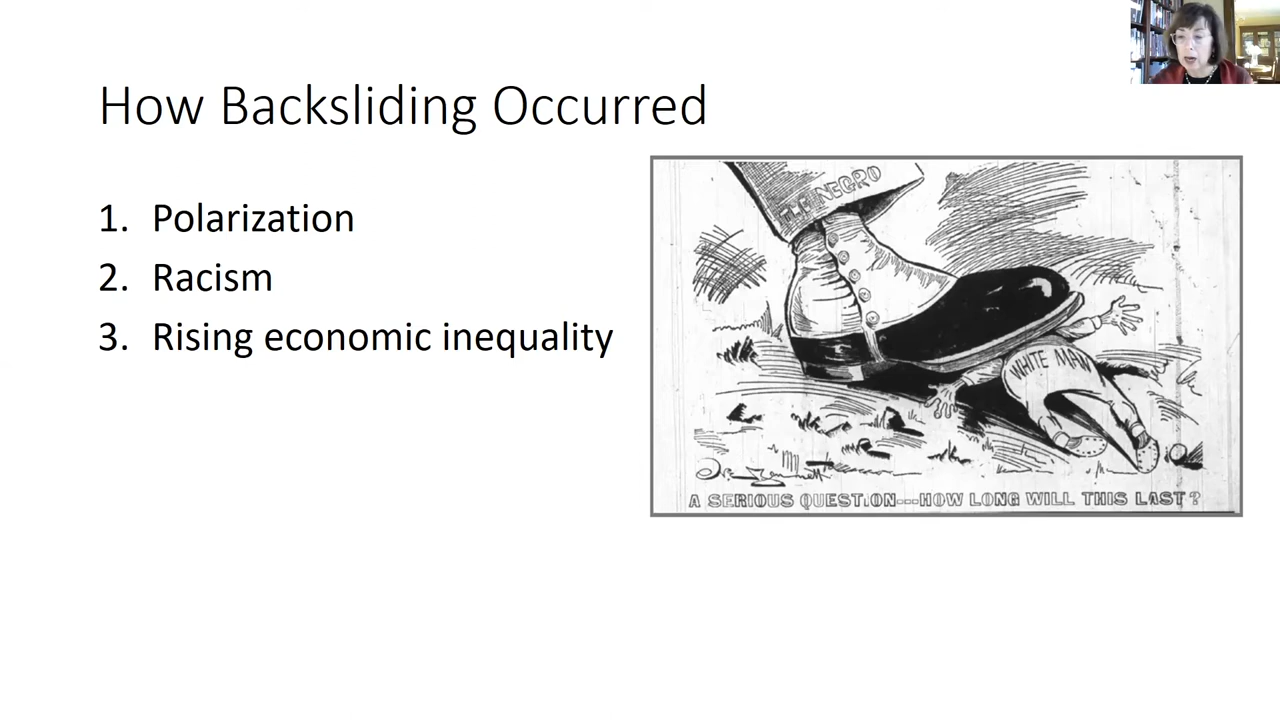 How Backsliding Occurred
1. Polarization
2. Racism
3. Rising economic inequality
THE NEGRO
WHITE MAN
A SERIOUS QUESTION---HOW LONG WILL THIS LAST?